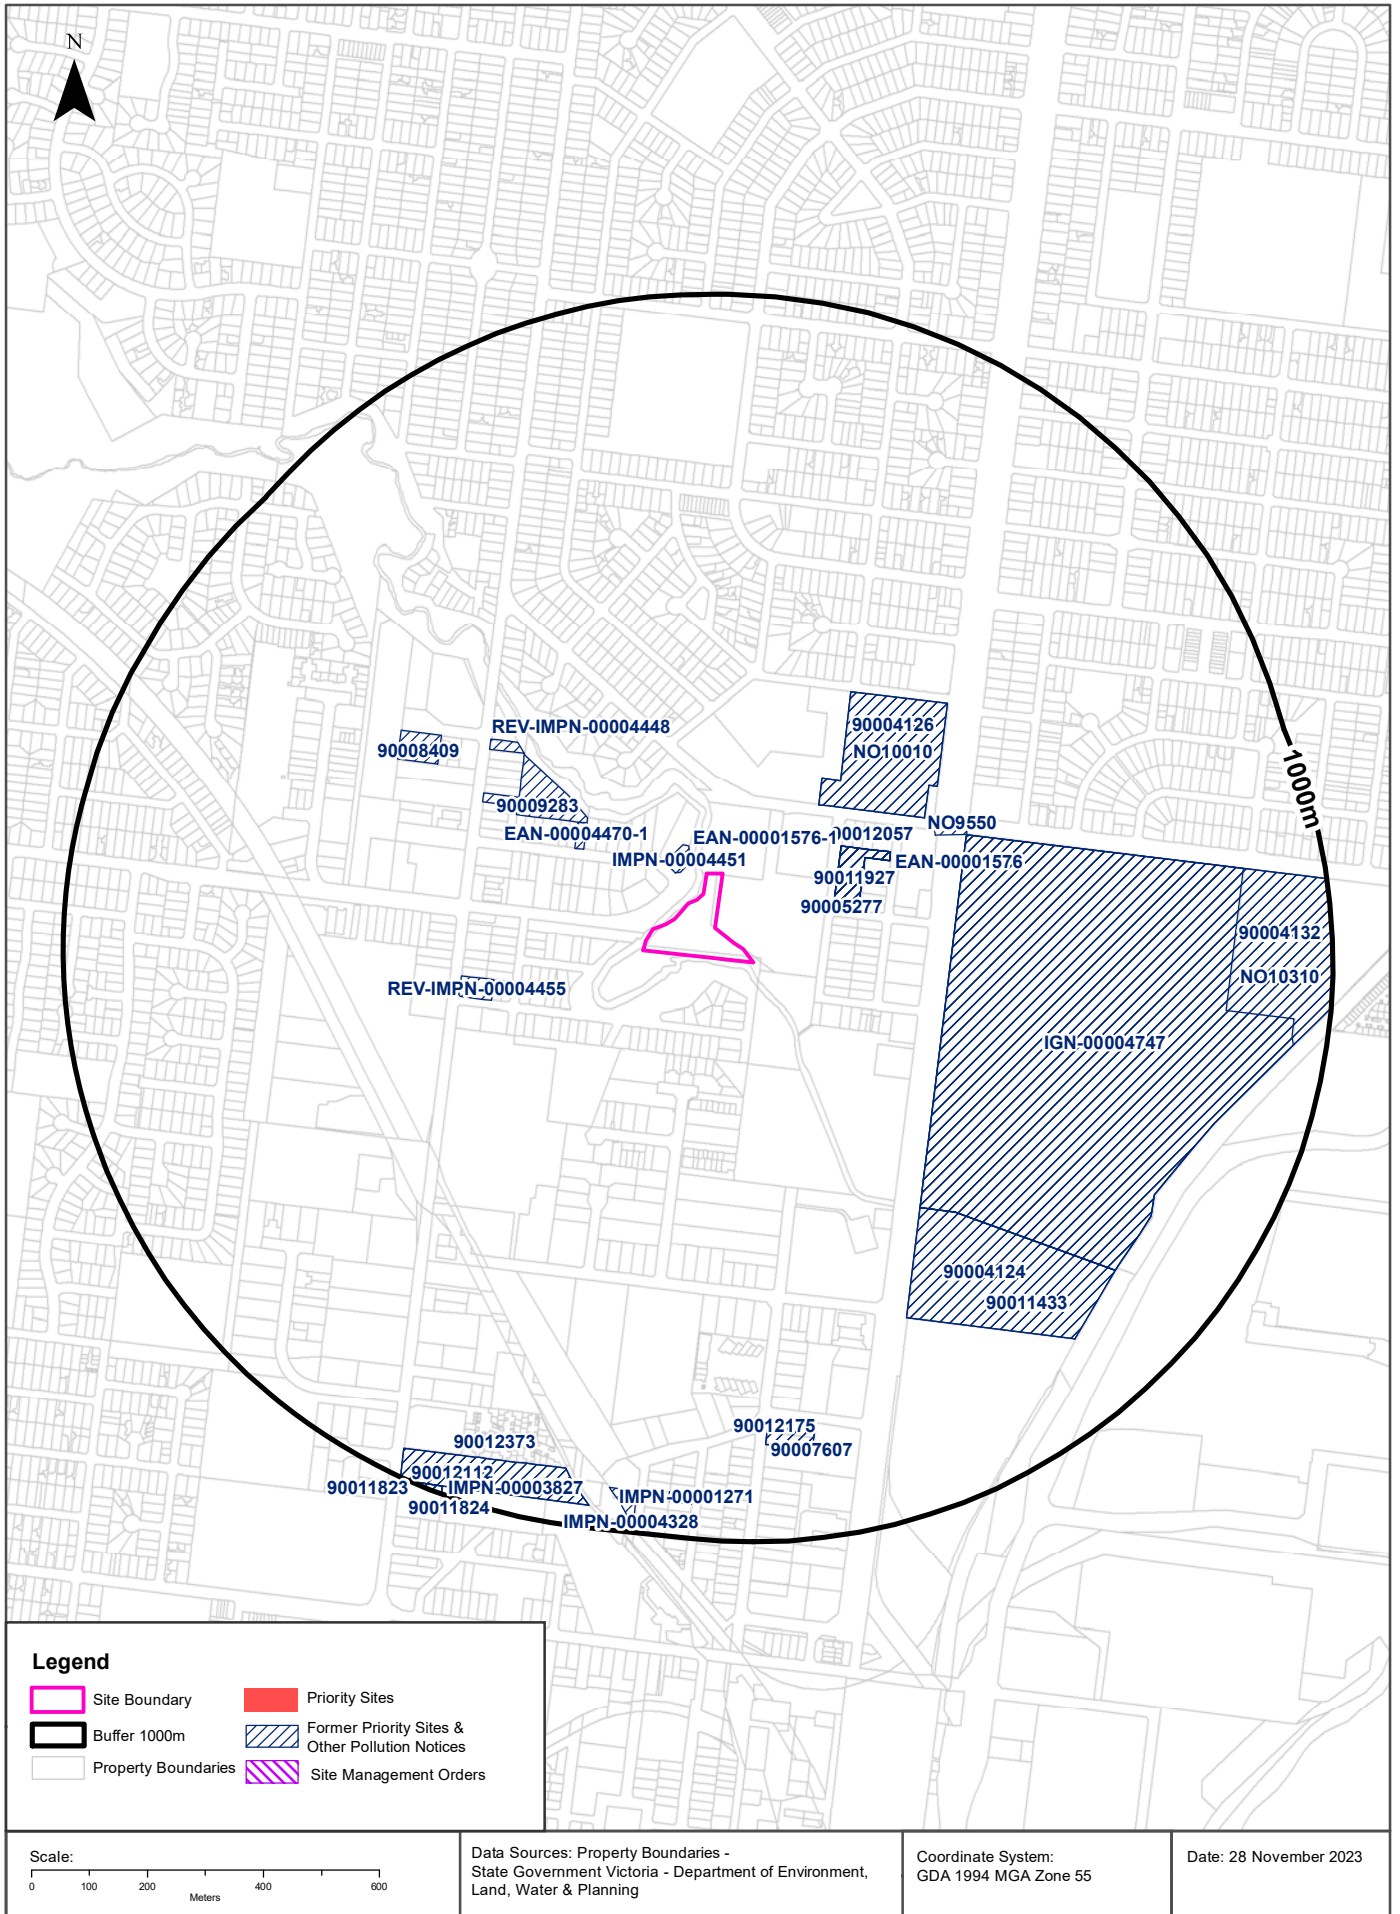 N
1000m
REV-IMPN-00004448
90004126
90008409
NO10010
90009283
NO9550
EAN-00004470-1
EAN-00001576-1
90012057
IMPN-00004451
EAN-00001576
90011927
90005277
90004132
NO10310
REV-IMPN-00004455
IGN-00004747
90004124
90011433
90012175
90012373
90007607
90012112
90011823
IMPN-00003827
IMPN-00001271
90011824
IMPN-00004328
Legend
Site Boundary
Priority Sites
Buffer 1000m
Former Priority Sites &
Other Pollution Notices
Property Boundaries
Site Management Orders
Scale:
0 100 200 400 600
Meters
Data Sources: Property Boundaries -
State Government Victoria - Department of Environment,
Land, Water & Planning
Coordinate System:
GDA 1994 MGA Zone 55
Date: 28 November 2023